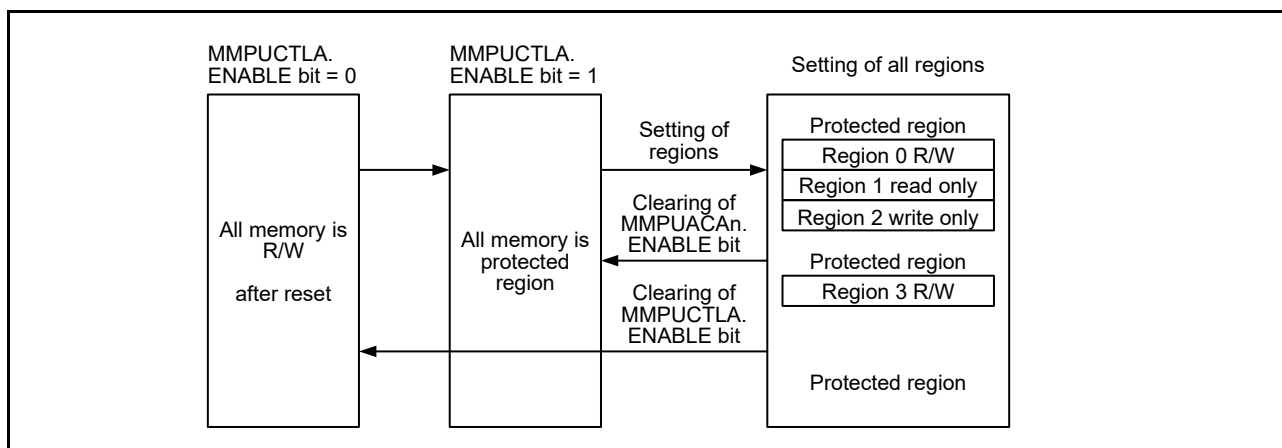 MMPUCTLA.
ENABLE bit = 0
All memory is
R/W
after reset
MMPUCTLA.
ENABLE bit = 1
All memory is
protected
region
Setting of
regions
Clearing of
MMPUACAn.
ENABLE bit
Clearing of
MMPUCTLA.
ENABLE bit
Setting of all regions
Protected region
Region 0 R/W
Region 1 read only
Region 2 write only
Protected region
Region 3 R/W
Protected region